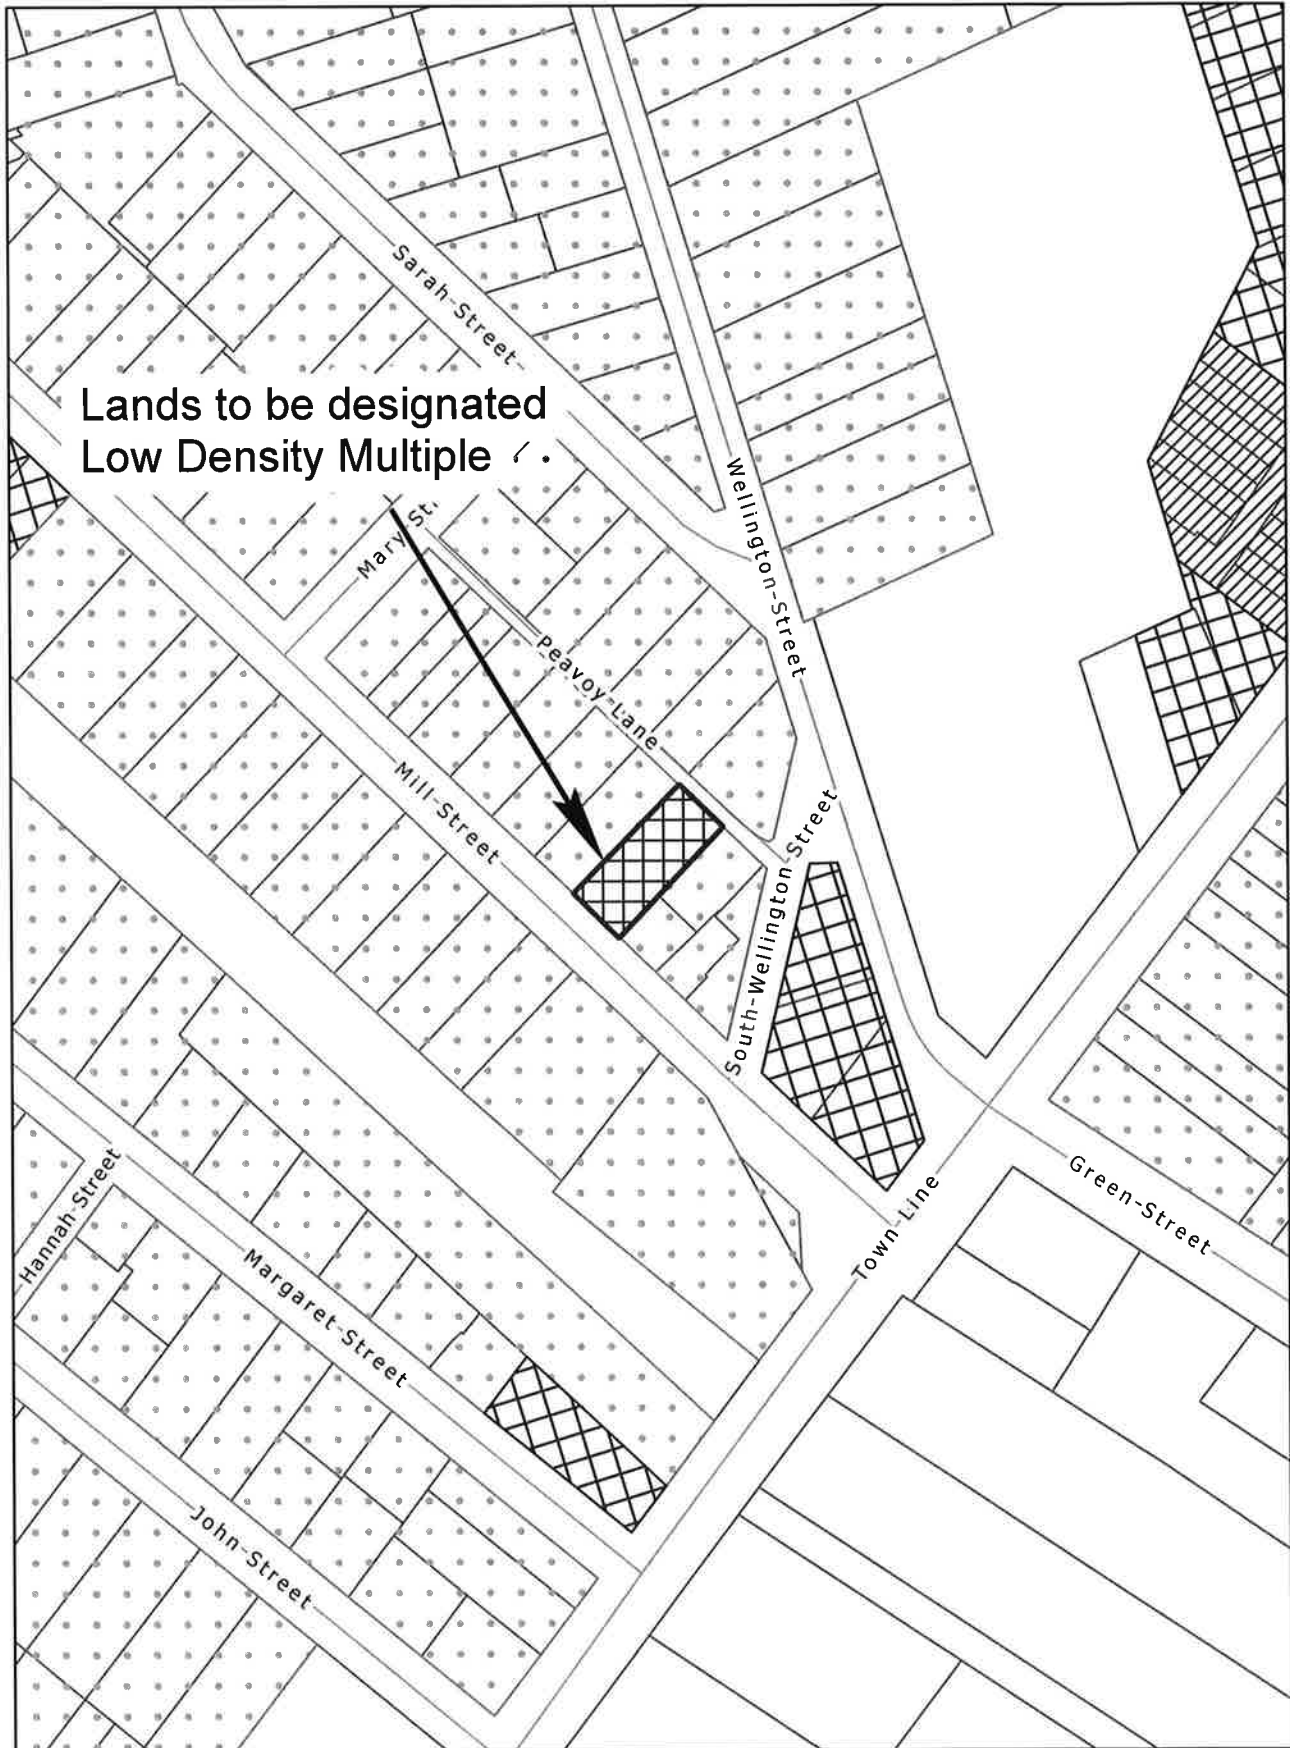 Sarah-Street
Lands to be designated
Low Density Multiple
Mary-St.
Wellington-Street
Peavoy-Lane
Mill-Street
South-Wellington-Street
Town-Line
Green-Street
Hannah-Street
Margaret-Street
John-Street